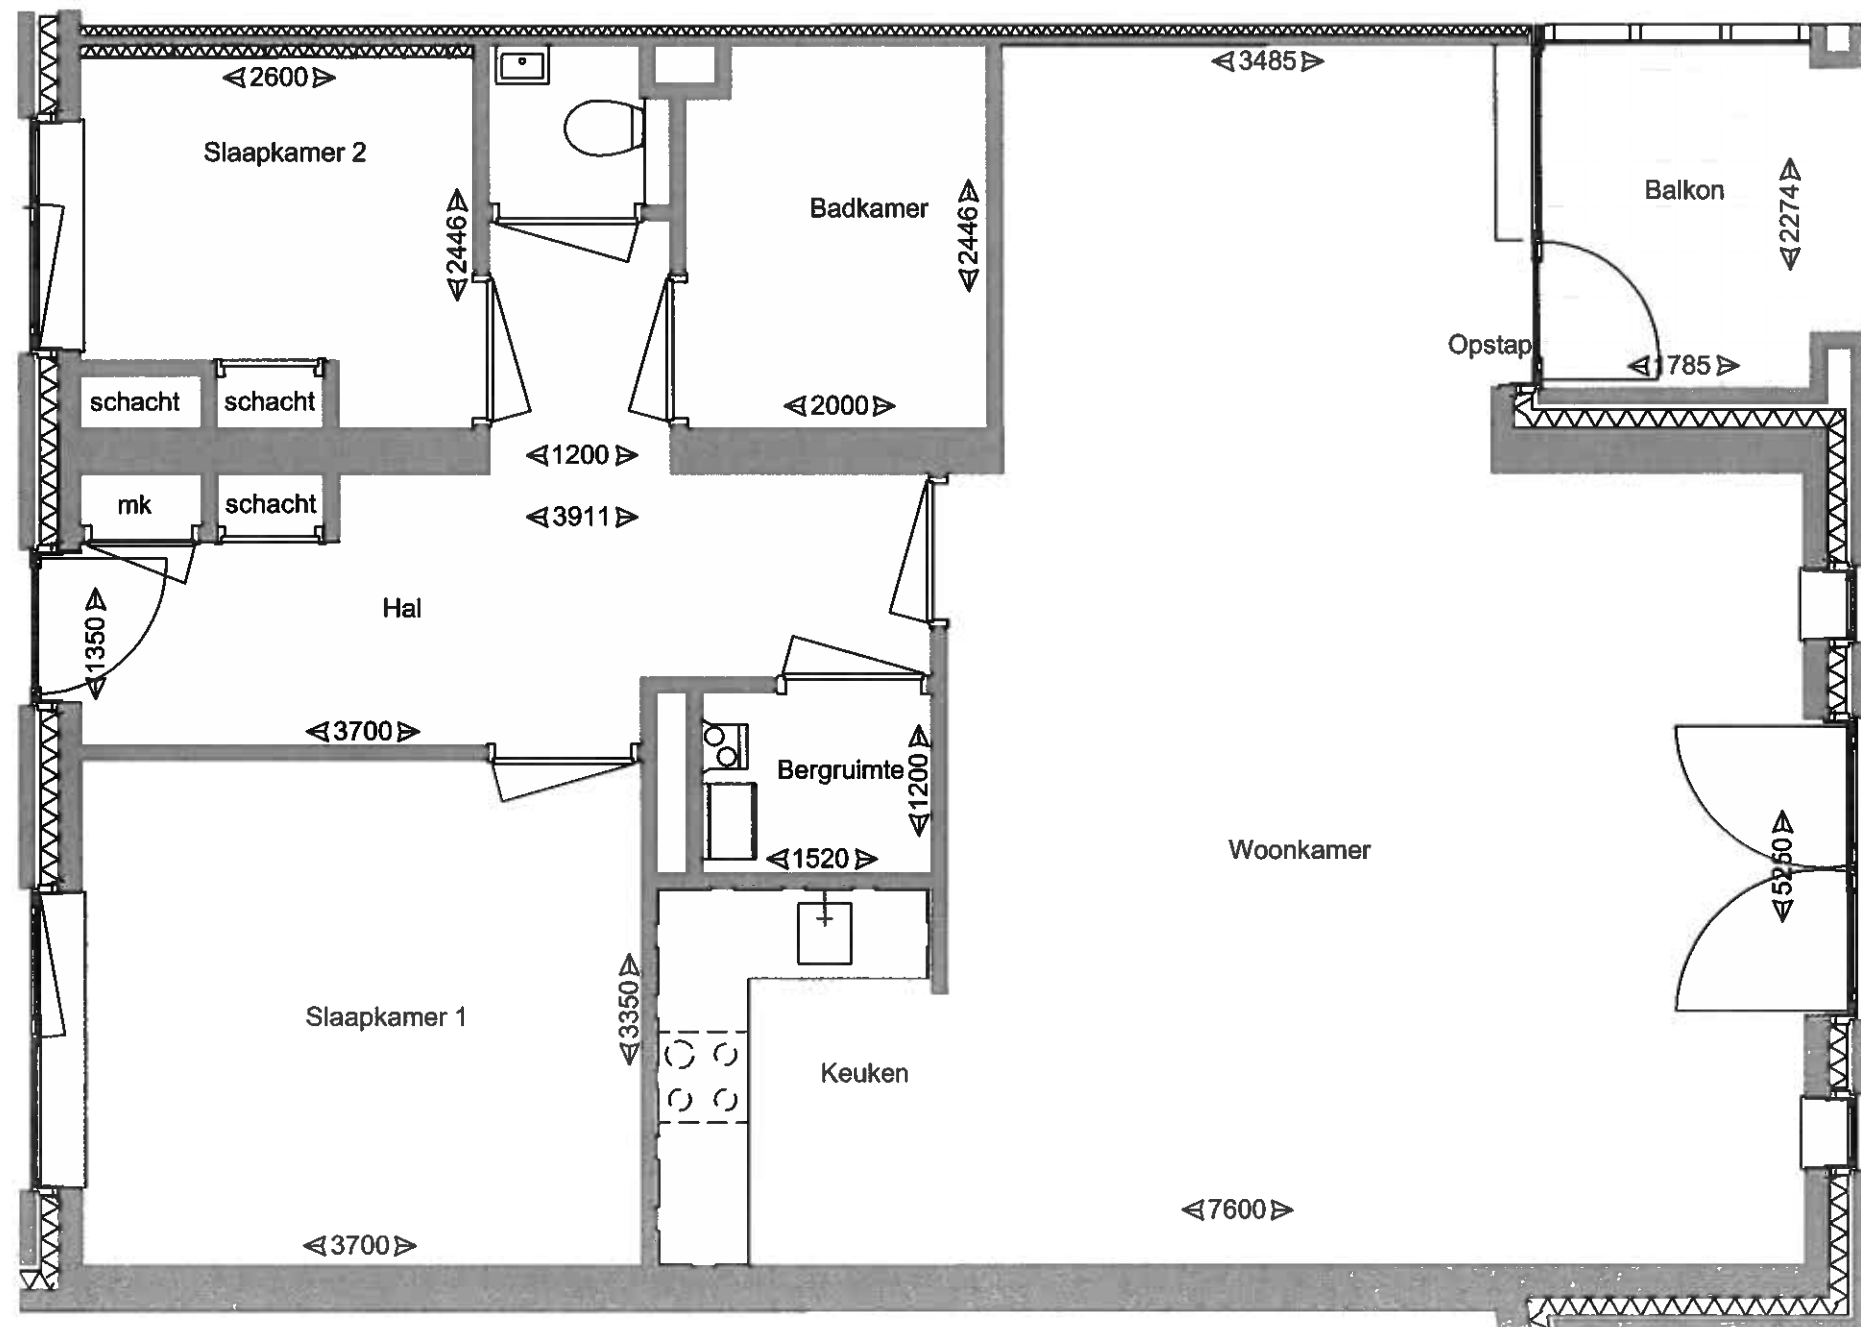 2600
3485
Slaapkamer 2
Badkamer
Balkon
2446
2446
2274
Opstap
1785
schacht
schacht
2000
1200
mk
schacht
3911
Hal
1350
3700
Bergruimte
1200
1520
Woonkamer
5260
Slaapkamer 1
3350
Keuken
7600
3700